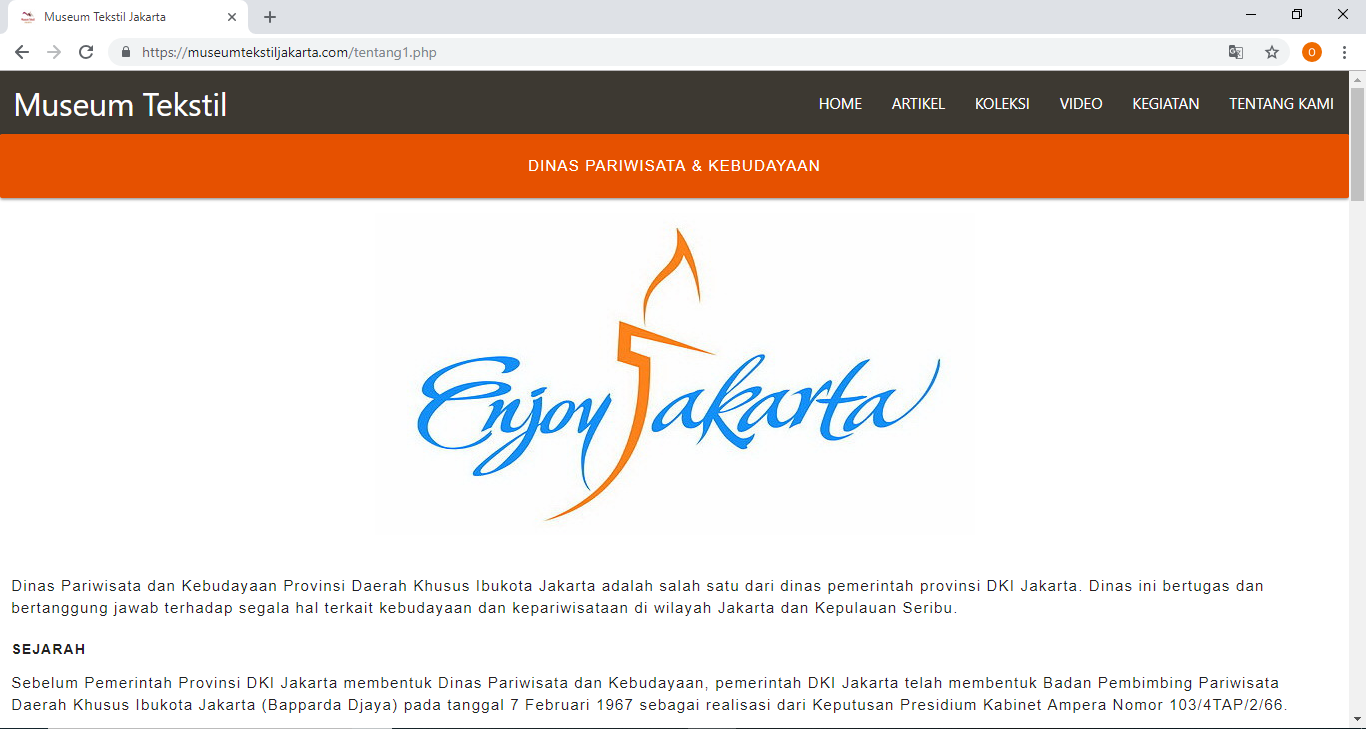 Museum Tekstil Jakarta
https://museumtekstiljakarta.com/tentang1.php
O
Museum Tekstil
HOME ARTIKEL KOLEKSI VIDEO KEGIATAN TENTANG KAMI
DINAS PARIWISATA & KEBUDAYAAN
Enjoy Jakarta
Dinas Pariwisata dan Kebudayaan Provinsi Daerah Khusus Ibukota Jakarta adalah salah satu dari dinas pemerintah provinsi DKI Jakarta. Dinas ini bertugas dan
bertanggung jawab terhadap segala hal terkait kebudayaan dan kepariwisataan di wilayah Jakarta dan Kepulauan Seribu.
SEJARAH
Sebelum Pemerintah Provinsi DKI Jakarta membentuk Dinas Pariwisata dan Kebudayaan, pemerintah DKI Jakarta telah membentuk Badan Pembimbing Pariwisata
Daerah Khusus Ibukota Jakarta (Bapparda Djaya) pada tanggal 7 Februari 1967 sebagai realisasi dari Keputusan Presidium Kabinet Ampera Nomor 103/4TAP/2/66.